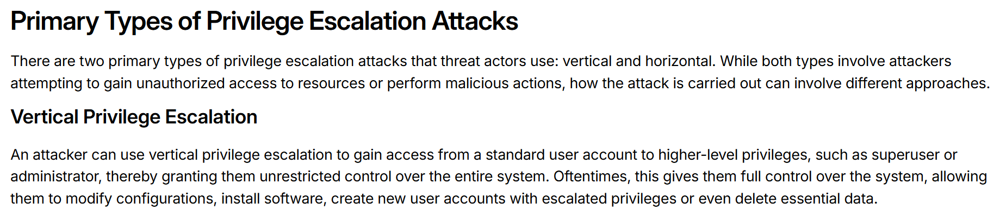 Primary Types of Privilege Escalation Attacks
There are two primary types of privilege escalation attacks that threat actors use: vertical and horizontal. While both types involve attackers
attempting to gain unauthorized access to resources or perform malicious actions, how the attack is carried out can involve different approaches.
Vertical Privilege Escalation
An attacker can use vertical privilege escalation to gain access from a standard user account to higher-level privileges, such as superuser or
administrator, thereby granting them unrestricted control over the entire system. Oftentimes, this gives them full control over the system, allowing
them to modify configurations, install software, create new user accounts with escalated privileges or even delete essential data.